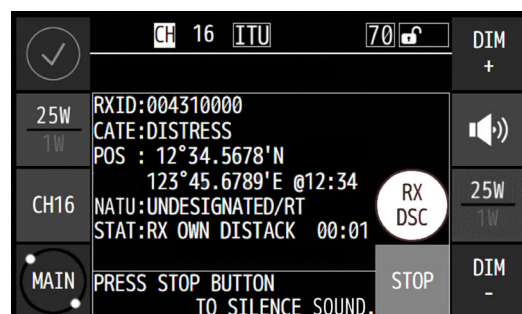 CH 16 ITU 70
DIM
+
25W
1W
CH16
MAIN
RXID:004310000
CATE:DISTRESS
POS : 12°34.5678'N
123°45.6789'E @12:34
NATU:UNDESIGNATED/RT
STAT:RX OWN DISTACK 00:01
RX
DSC
PRESS STOP BUTTON
TO SILENCE SOUND.
STOP
25W
1W
DIM
-